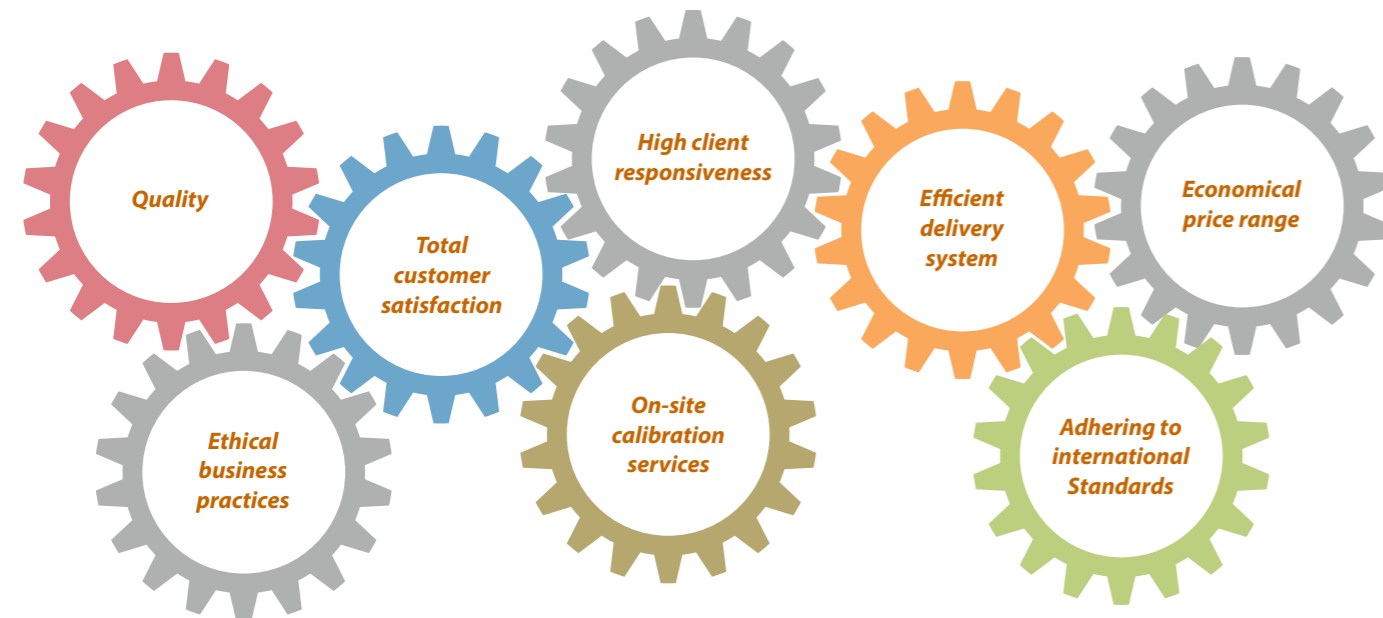 Quality
Total
customer
satisfaction
High client
responsiveness
Efficient
delivery
system
Economical
price range
Ethical
business
practices
On-site
calibration
services
Adhering to
international
Standards